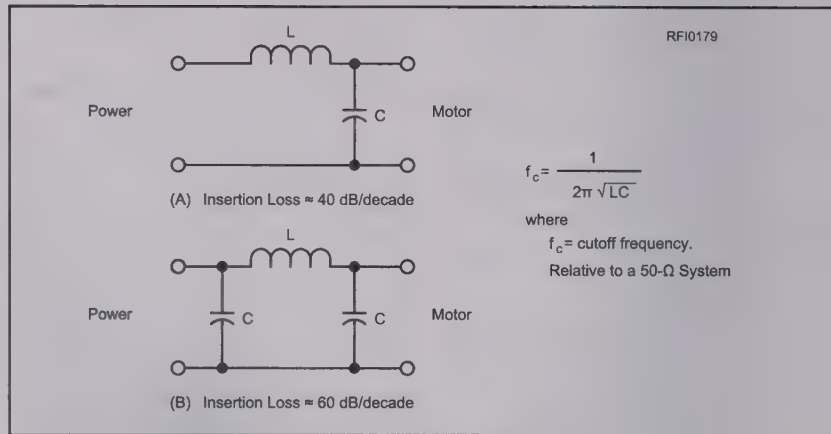 RFI0179
L
Power
C
Motor
(A) Insertion Loss ≈ 40 dB/decade
L
Power
C
C
Motor
(B) Insertion Loss ≈ 60 dB/decade
f_c = 1 / 2π √LC
where
f_c = cutoff frequency.
Relative to a 50-Ω System